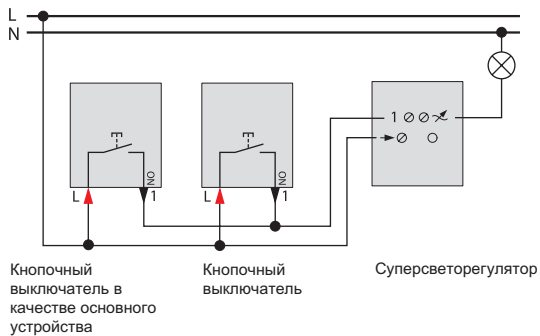 L
N
1
NO
L
1
NO
L
1
Кнопочный
выключатель в
качестве основного
устройства
Кнопочный
выключатель
Суперсветорегулятор